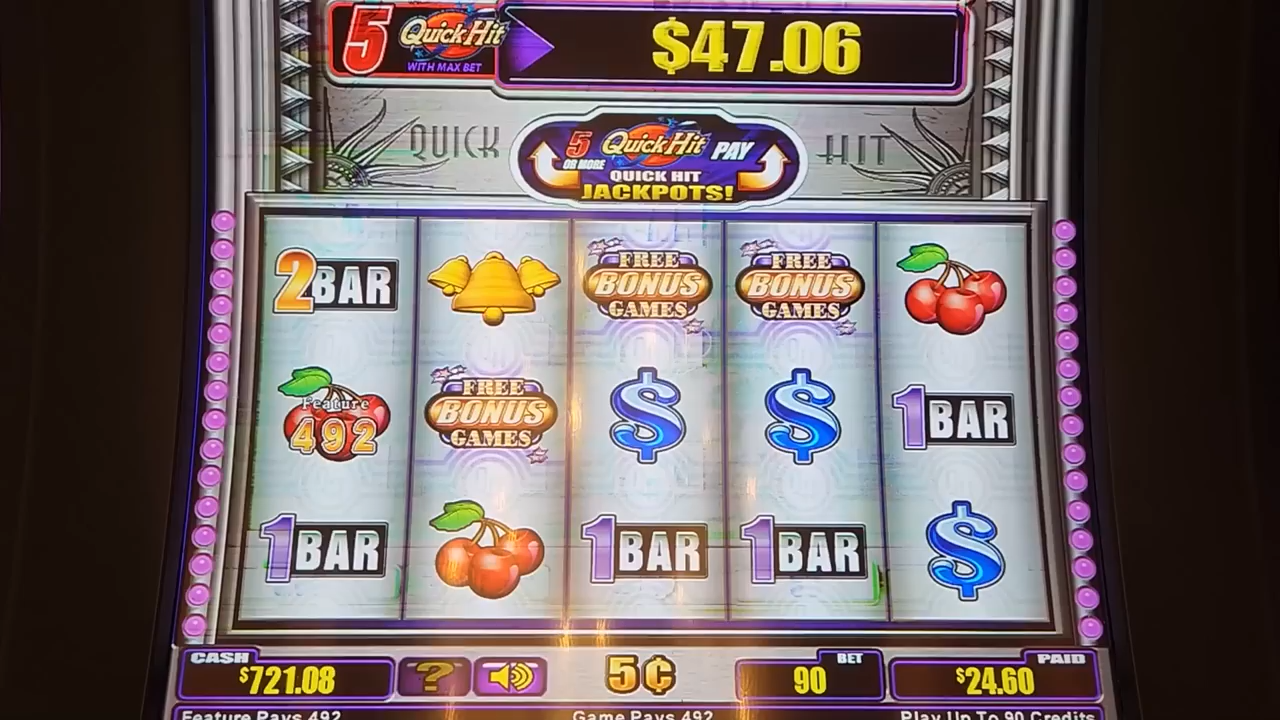 5 Quick Hit
WITH MAX BET
$47.06
QUICK HIT
5 OR MORE Quick Hit PAY
QUICK HIT
JACKPOTS!
2BAR
FREE BONUS GAMES
FREE BONUS GAMES
Feature
492
FREE BONUS GAMES
$
$
1BAR
1BAR
1BAR
1BAR
$
CASH
$721.08
?
5¢
BET
90
PAID
$24.60
Feature Pays 492
Game Pays 492
Play Up To 90 Credits